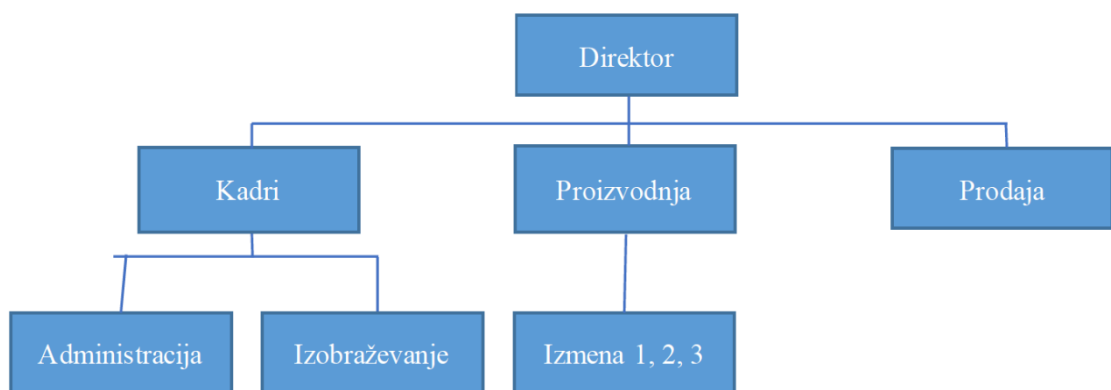 Direktor
Kadri
Proizvodnja
Prodaja
Administracija
Izobraževanje
Izmena 1, 2, 3